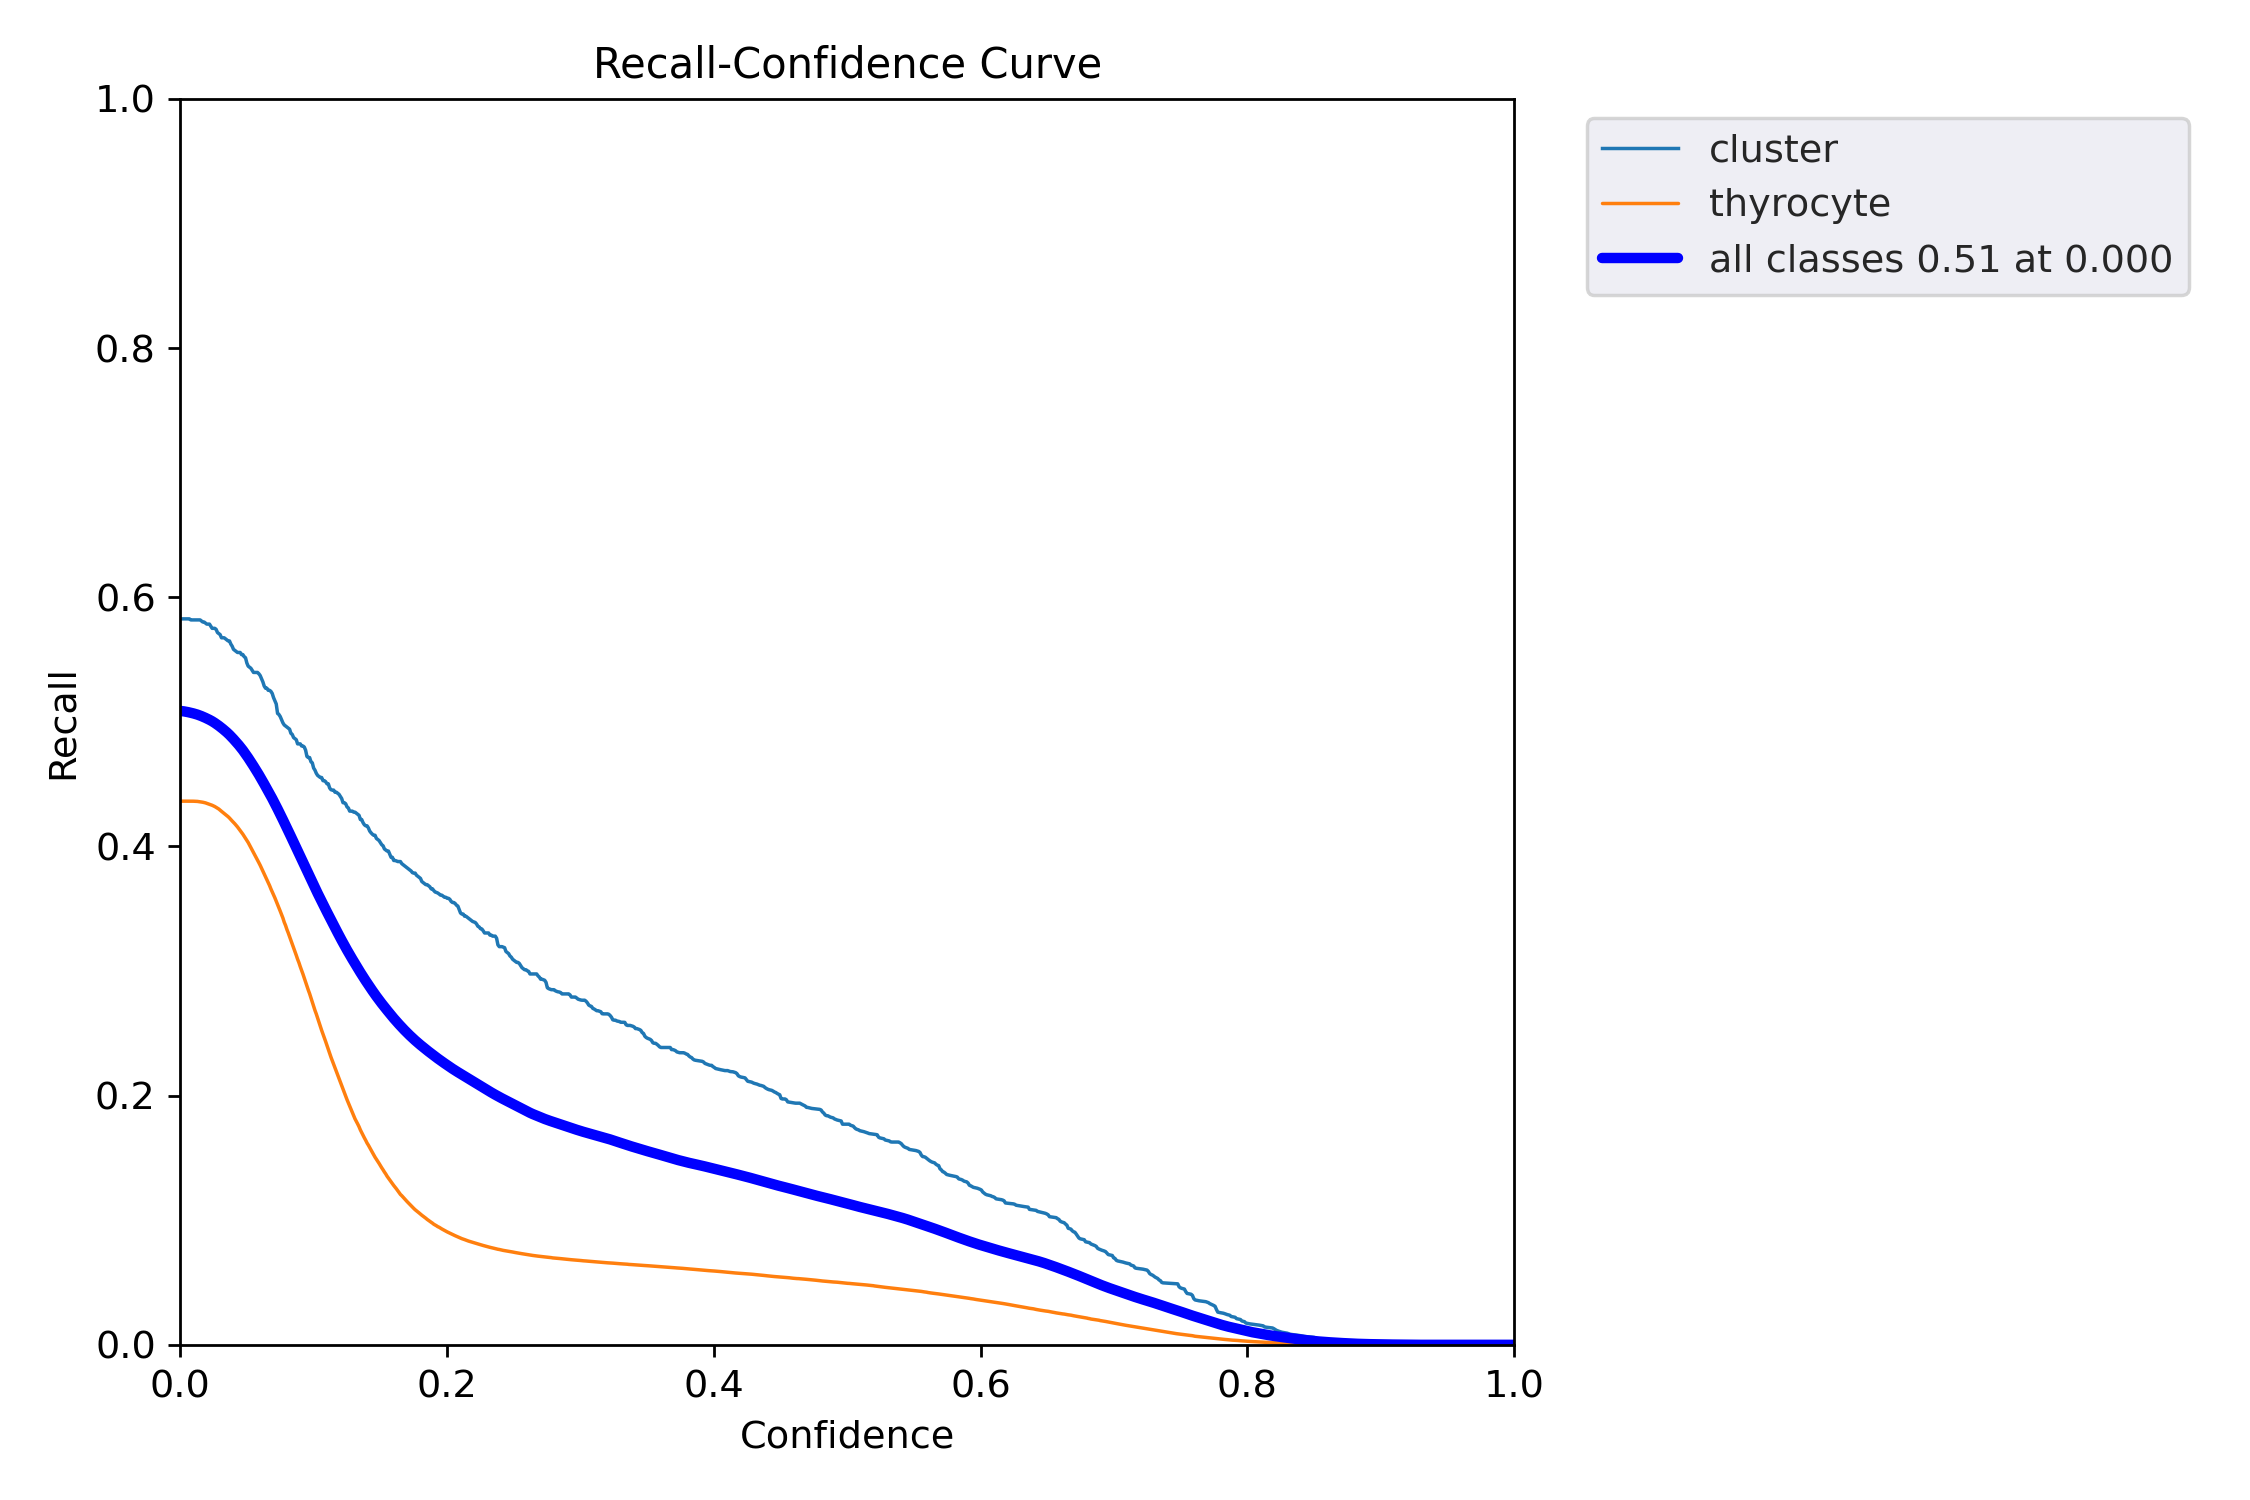 Recall-Confidence Curve
1.0
0.8
0.6
0.4
0.2
0.0
Recall
0.0 0.2 0.4 0.6 0.8 1.0
Confidence
cluster
thyrocyte
all classes 0.51 at 0.000